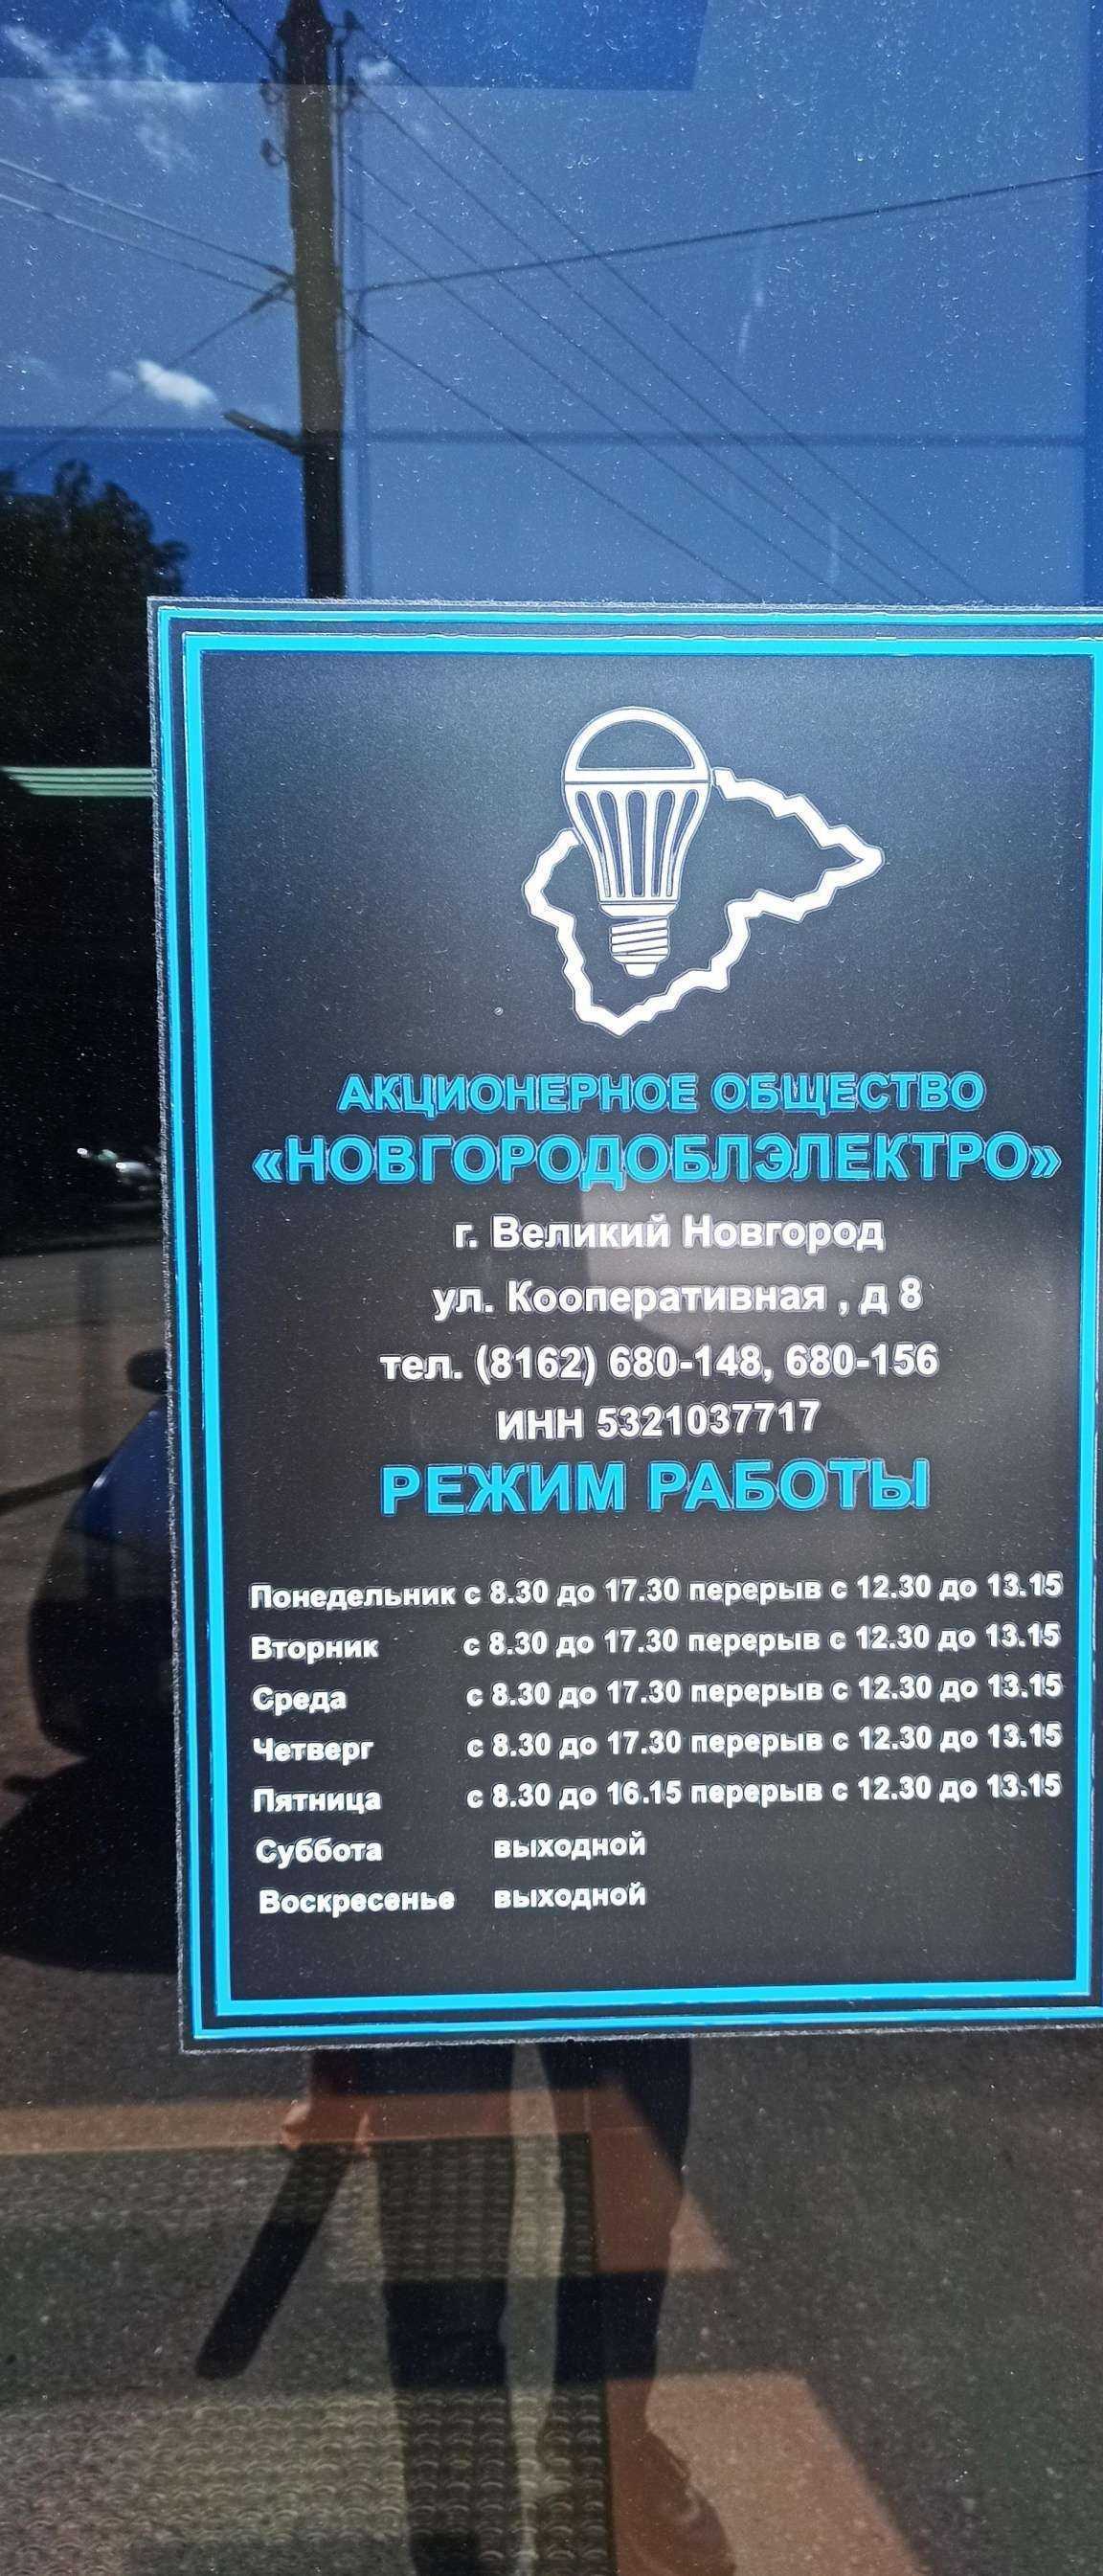 АКЦИОНЕРНОЕ ОБЩЕСТВО
«НОВГОРОДОБЛЭЛЕКТРО»
г. Великий Новгород
ул. Кооперативная , д 8
тел. (8162) 680-148, 680-156
ИНН 5321037717
РЕЖИМ РАБОТЫ
Понедельник с 8.30 до 17.30 перерыв с 12.30 до 13.15
Вторник с 8.30 до 17.30 перерыв с 12.30 до 13.15
Среда с 8.30 до 17.30 перерыв с 12.30 до 13.15
Четверг с 8.30 до 17.30 перерыв с 12.30 до 13.15
Пятница с 8.30 до 16.15 перерыв с 12.30 до 13.15
Суббота выходной
Воскресенье выходной